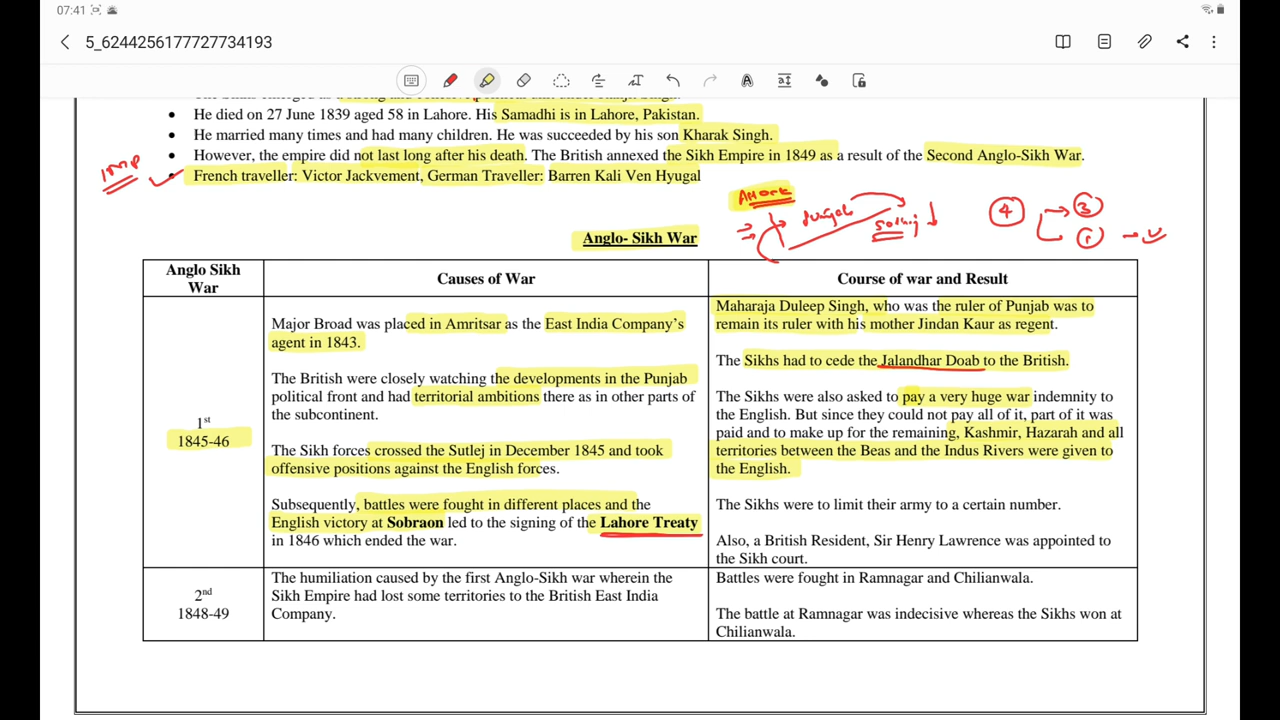 07:41
5_6244256177727734193
He died on 27 June 1839 aged 58 in Lahore. His Samadhi is in Lahore, Pakistan.
He married many times and had many children. He was succeeded by his son Kharak Singh.
However, the empire did not last long after his death. The British annexed the Sikh Empire in 1849 as a result of the Second Anglo-Sikh War.
IMP
French traveller: Victor Jackvement, German Traveller: Barren Kali Ven Hyugal
Punjab
4
3
1
Anglo- Sikh War
Anglo Sikh
War
Causes of War
Course of war and Result
1st
1845-46
Major Broad was placed in Amritsar as the East India Company's
agent in 1843.
The British were closely watching the developments in the Punjab
political front and had territorial ambitions there as in other parts of
the subcontinent.
The Sikh forces crossed the Sutlej in December 1845 and took
offensive positions against the English forces.
Subsequently, battles were fought in different places and the
English victory at Sobraon led to the signing of the Lahore Treaty
in 1846 which ended the war.
Maharaja Duleep Singh, who was the ruler of Punjab was to
remain its ruler with his mother Jindan Kaur as regent.
The Sikhs had to cede the Jalandhar Doab to the British.
The Sikhs were also asked to pay a very huge war indemnity to
the English. But since they could not pay all of it, part of it was
paid and to make up for the remaining, Kashmir, Hazarah and all
territories between the Beas and the Indus Rivers were given to
the English.
The Sikhs were to limit their army to a certain number.
Also, a British Resident, Sir Henry Lawrence was appointed to
the Sikh court.
2nd
1848-49
The humiliation caused by the first Anglo-Sikh war wherein the
Sikh Empire had lost some territories to the British East India
Company.
Battles were fought in Ramnagar and Chilianwala.
The battle at Ramnagar was indecisive whereas the Sikhs won at
Chilianwala.